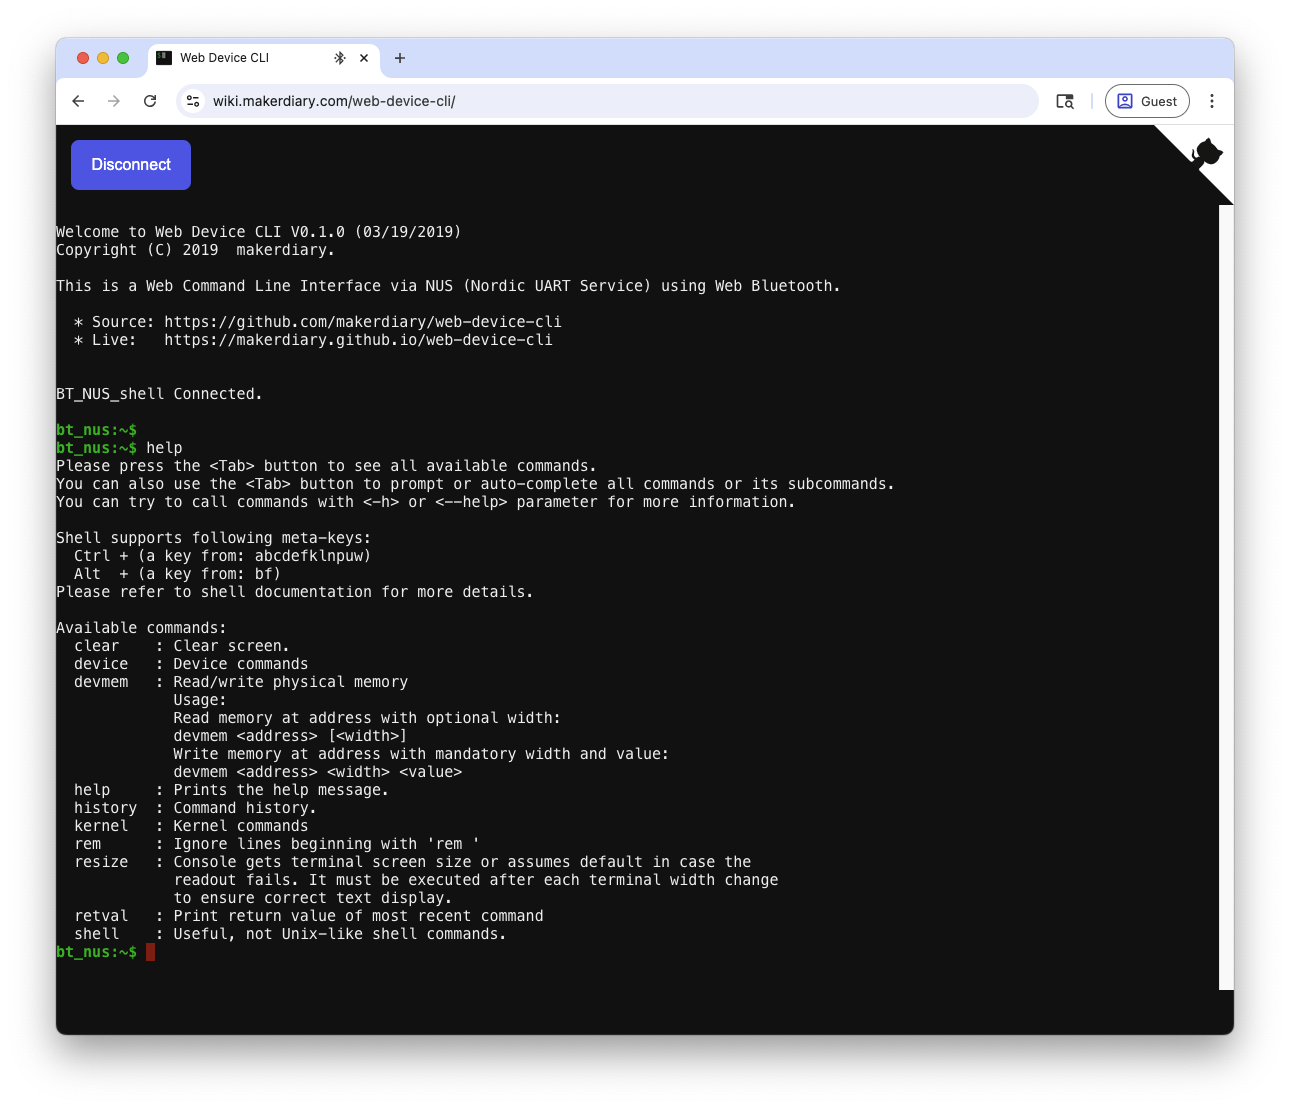 Web Device CLI
wiki.makerdiary.com/web-device-cli/
Guest
Disconnect
Welcome to Web Device CLI V0.1.0 (03/19/2019)
Copyright (C) 2019  makerdiary.
This is a Web Command Line Interface via NUS (Nordic UART Service) using Web Bluetooth.
  * Source: https://github.com/makerdiary/web-device-cli
  * Live:   https://makerdiary.github.io/web-device-cli
BT_NUS_shell Connected.
bt_nus:~$
bt_nus:~$ help
Please press the <Tab> button to see all available commands.
You can also use the <Tab> button to prompt or auto-complete all commands or its subcommands.
You can try to call commands with <-h> or <--help> parameter for more information.
Shell supports following meta-keys:
  Ctrl + (a key from: abcdefklnpuw)
  Alt  + (a key from: bf)
Please refer to shell documentation for more details.
Available commands:
  clear    : Clear screen.
  device   : Device commands
  devmem   : Read/write physical memory
             Usage:
             Read memory at address with optional width:
             devmem <address> [<width>]
             Write memory at address with mandatory width and value:
             devmem <address> <width> <value>
  help     : Prints the help message.
  history  : Command history.
  kernel   : Kernel commands
  rem      : Ignore lines beginning with 'rem '
  resize   : Console gets terminal screen size or assumes default in case the
             readout fails. It must be executed after each terminal width change
             to ensure correct text display.
  retval   : Print return value of most recent command
  shell    : Useful, not Unix-like shell commands.
bt_nus:~$